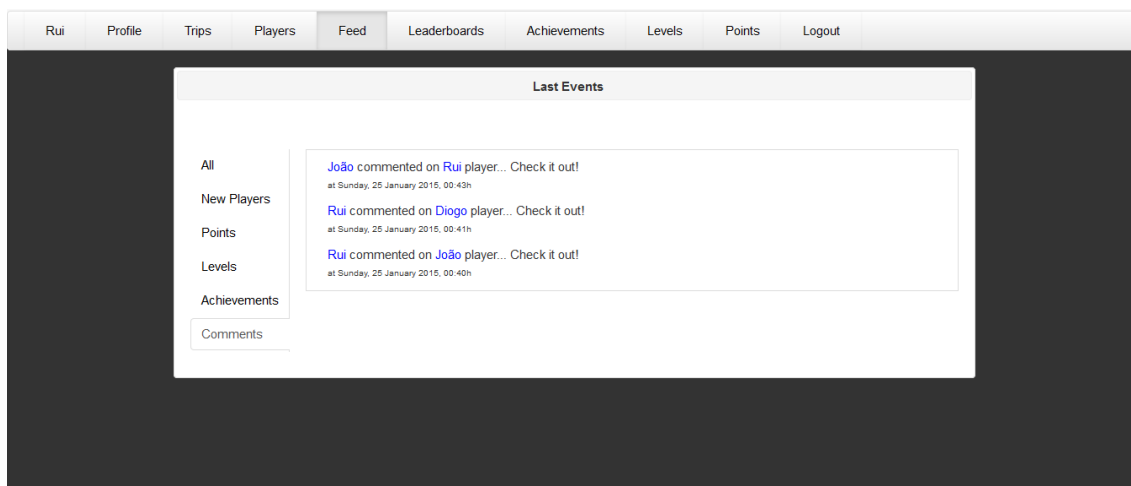 Rui Profile Trips Players Feed Leaderboards Achievements Levels Points Logout
Last Events
All
New Players
Points
Levels
Achievements
Comments
João commented on Rui player... Check it out!
at Sunday, 25 January 2015, 00:43h
Rui commented on Diogo player... Check it out!
at Sunday, 25 January 2015, 00:41h
Rui commented on João player... Check it out!
at Sunday, 25 January 2015, 00:40h